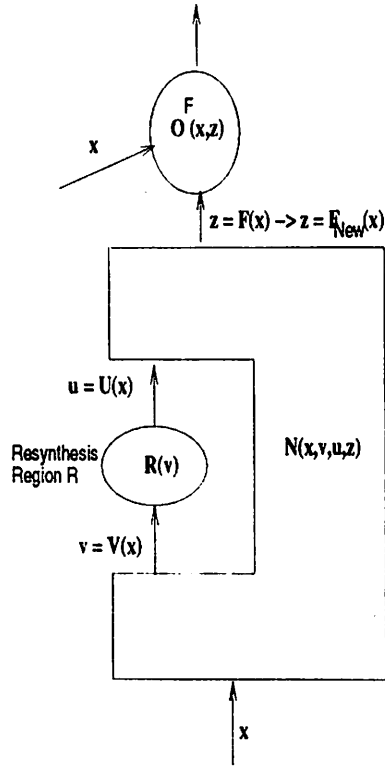 F
O (x,z)
x
z = F(x) -> z = F_New(x)
u = U(x)
N(x,v,u,z)
Resynthesis
Region R
R(v)
v = V(x)
x